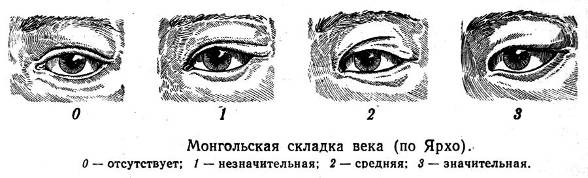 0 1 2 3
Монгольская складка века (по Ярхо).
0 — отсутствует; 1 — незначительная; 2 — средняя; 3 — значительная.